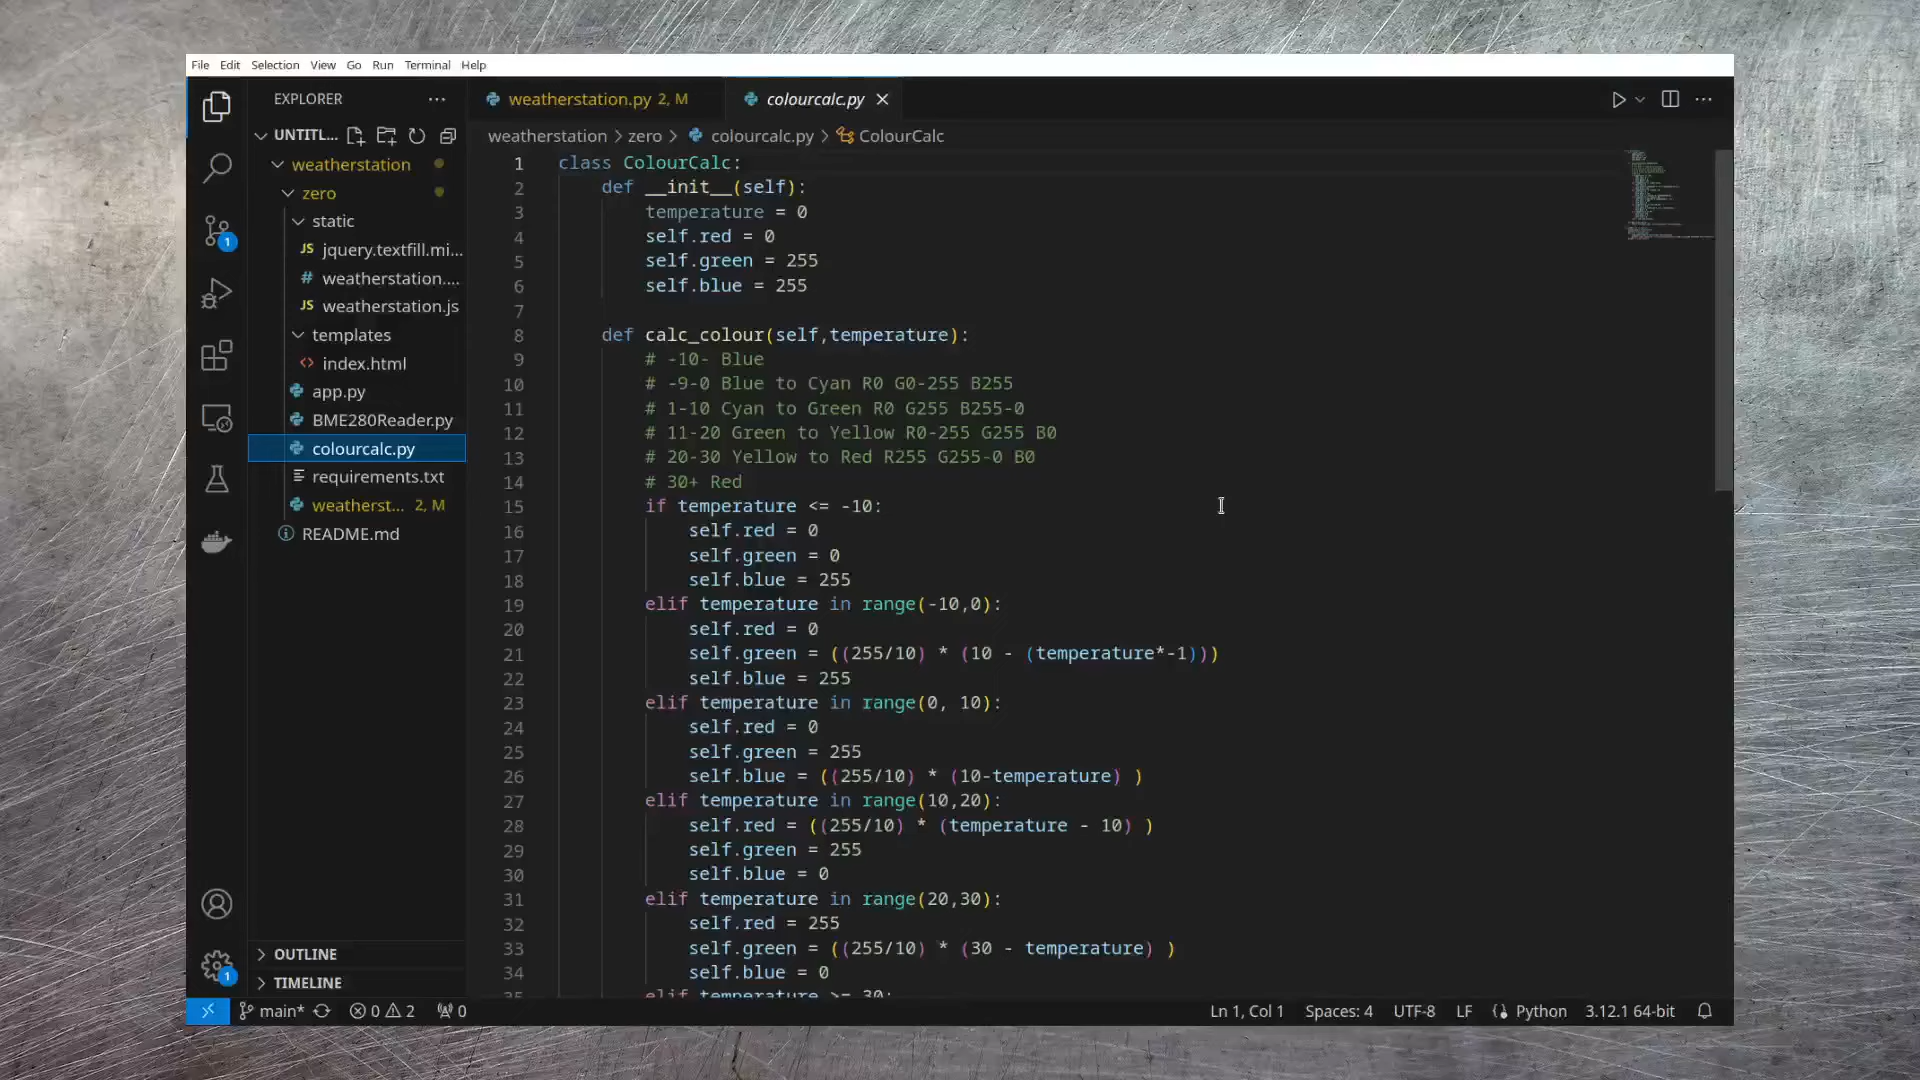 File Edit Selection View Go Run Terminal Help
EXPLORER
weatherstation.py 2, M
colourcalc.py
UNTITL...
weatherstation > zero > colourcalc.py > ColourCalc
weatherstation
zero
static
jquery.textfill.mi...
weatherstation....
weatherstation.js
templates
index.html
app.py
BME280Reader.py
colourcalc.py
requirements.txt
weatherst... 2, M
README.md
OUTLINE
TIMELINE
1 class ColourCalc:
2 def __init__(self):
3 temperature = 0
4 self.red = 0
5 self.green = 255
6 self.blue = 255
7
8 def calc_colour(self,temperature):
9 # -10- Blue
10 # -9-0 Blue to Cyan R0 G0-255 B255
11 # 1-10 Cyan to Green R0 G255 B255-0
12 # 11-20 Green to Yellow R0-255 G255 B0
13 # 20-30 Yellow to Red R255 G255-0 B0
14 # 30+ Red
15 if temperature <= -10:
16 self.red = 0
17 self.green = 0
18 self.blue = 255
19 elif temperature in range(-10,0):
20 self.red = 0
21 self.green = ((255/10) * (10 - (temperature*-1)))
22 self.blue = 255
23 elif temperature in range(0, 10):
24 self.red = 0
25 self.green = 255
26 self.blue = ((255/10) * (10-temperature) )
27 elif temperature in range(10,20):
28 self.red = ((255/10) * (temperature - 10) )
29 self.green = 255
30 self.blue = 0
31 elif temperature in range(20,30):
32 self.red = 255
33 self.green = ((255/10) * (30 - temperature) )
34 self.blue = 0
35 elif temperature >= 30:
main* 0 2 0
Ln 1, Col 1 Spaces: 4 UTF-8 LF Python 3.12.1 64-bit